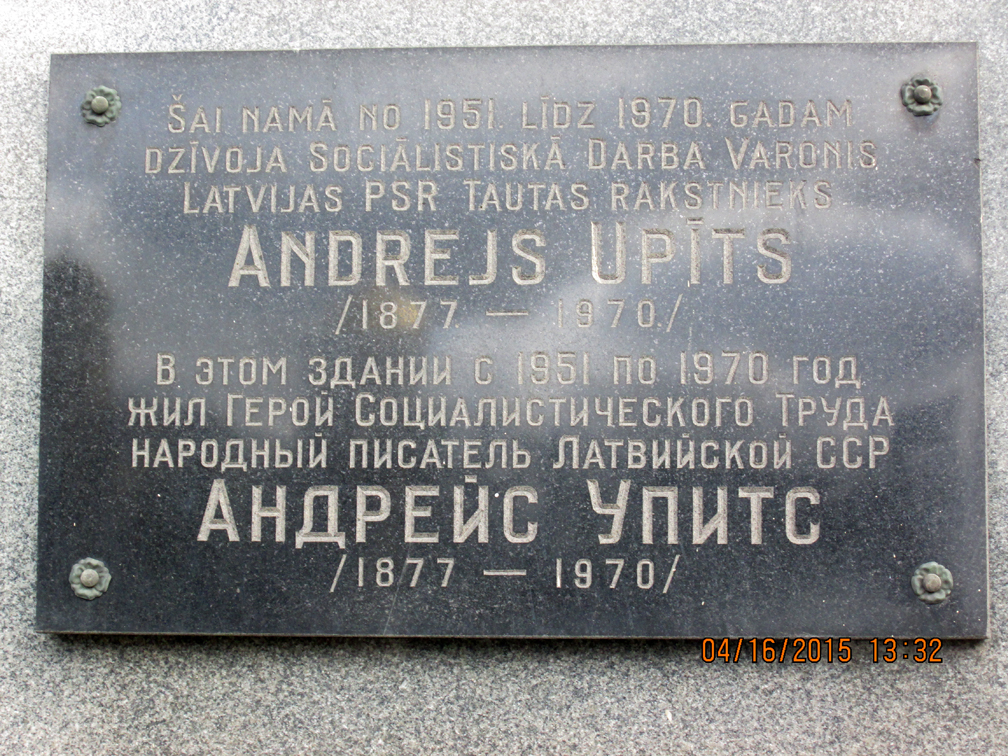 Šai namā no 1951. līdz 1970. gadam
dzīvoja Sociālistiskā Darba Varonis,
Latvijas PSR Tautas rakstnieks
Andrejs Upīts
/1877. — 1970./
В этом здании с 1951 по 1970 год
жил Герой Социалистического Труда
народный писатель Латвийской ССР
Андрейс Упитс
/1877 — 1970/
04/16/2015 13:32